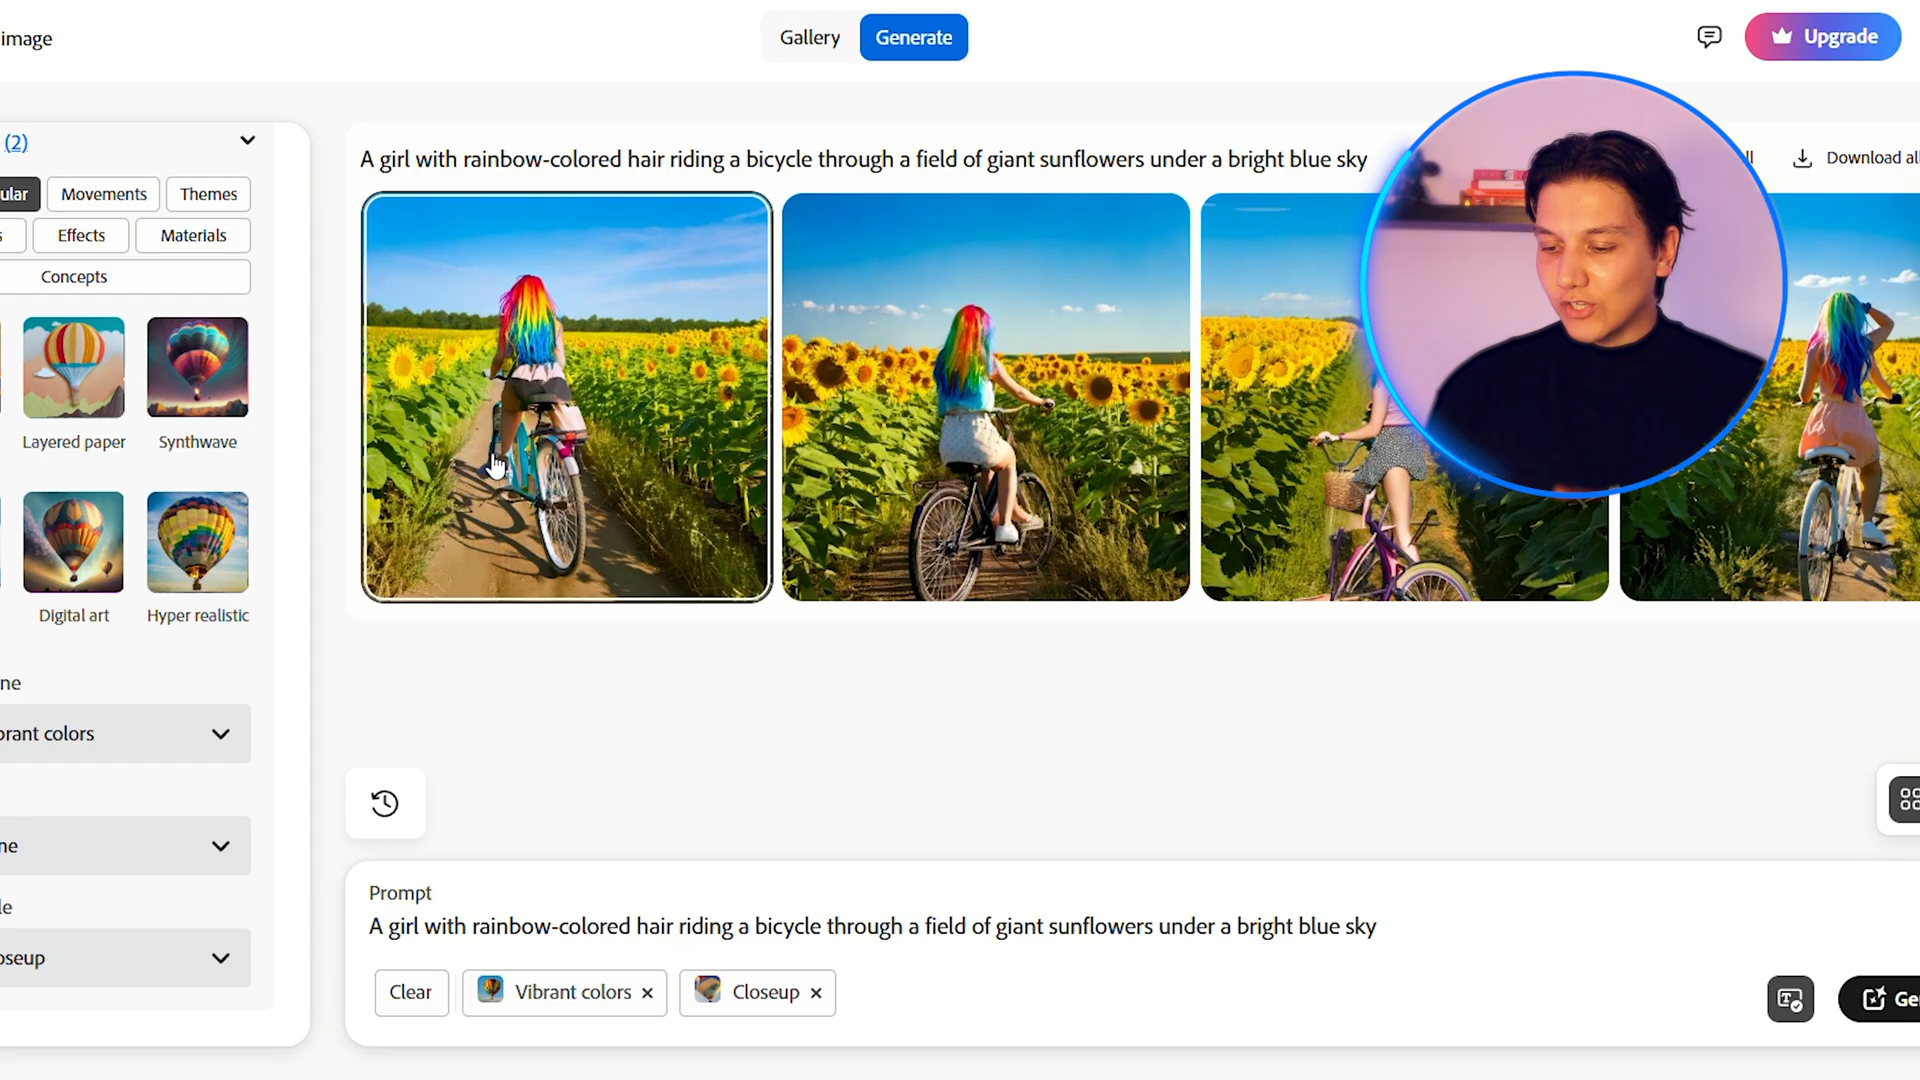 image
Gallery
Generate
Upgrade
(2)
ular
Movements
Themes
s
Effects
Materials
Concepts
Layered paper
Synthwave
Digital art
Hyper realistic
ne
brant colors
ne
le
oseup
A girl with rainbow-colored hair riding a bicycle through a field of giant sunflowers under a bright blue sky
ll
Download all
Prompt
A girl with rainbow-colored hair riding a bicycle through a field of giant sunflowers under a bright blue sky
Clear
Vibrant colors
Closeup
Ge